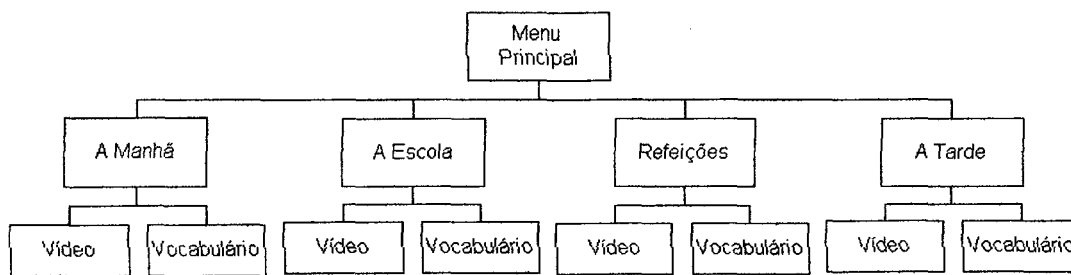 Menu
Principal
A Manhã
A Escola
Refeições
A Tarde
Vídeo
Vocabulário
Vídeo
Vocabulário
Vídeo
Vocabulário
Vídeo
Vocabulário